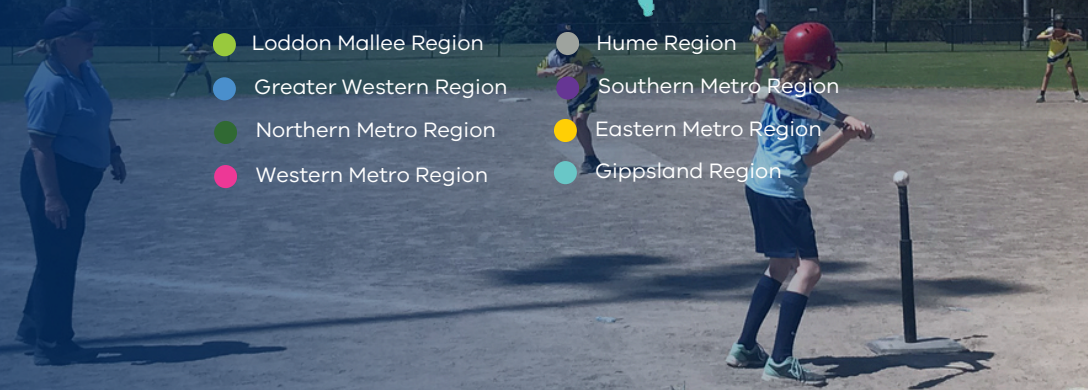 Loddon Mallee Region
Greater Western Region
Northern Metro Region
Western Metro Region
Hume Region
Southern Metro Region
Eastern Metro Region
Gippsland Region